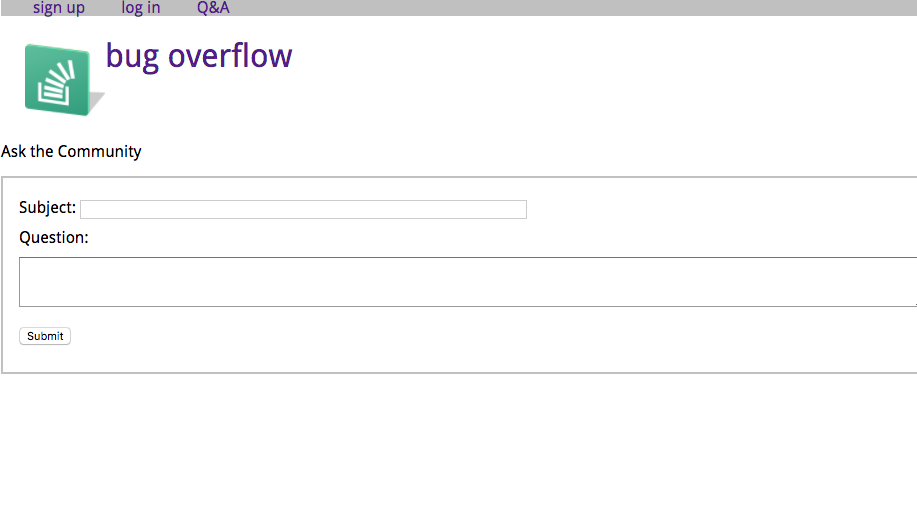 sign up log in Q&A
bug overflow
Ask the Community
Subject:
Question:
Submit